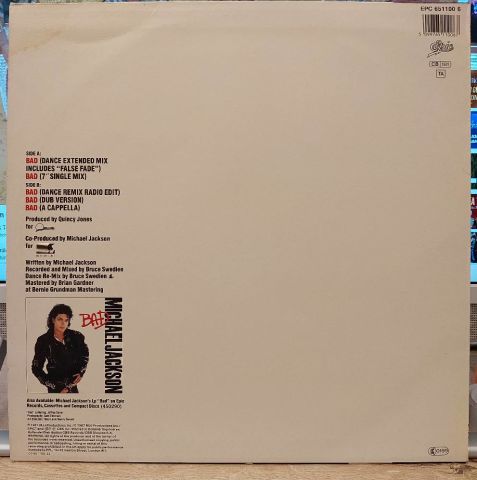 EPC 651100 6
Epic
CB
TA
SIDE A:
BAD (DANCE EXTENDED MIX
INCLUDES "FALSE FADE")
BAD (7" SINGLE MIX)
SIDE B:
BAD (DANCE REMIX RADIO EDIT)
BAD (DUB VERSION)
BAD (A CAPPELLA)
Produced by Quincy Jones
for
Co-Produced by Michael Jackson
for
Written by Michael Jackson
Recorded and Mixed by Bruce Swedien
Dance Re-Mix by Bruce Swedien &
Mastered by Brian Gardner
at Bernie Grundman Mastering
BAD
MICHAEL JACKSON
Also Available: Michael Jackson's Lp "Bad" on Epic
Records, Cassettes and Compact Discs (450290)